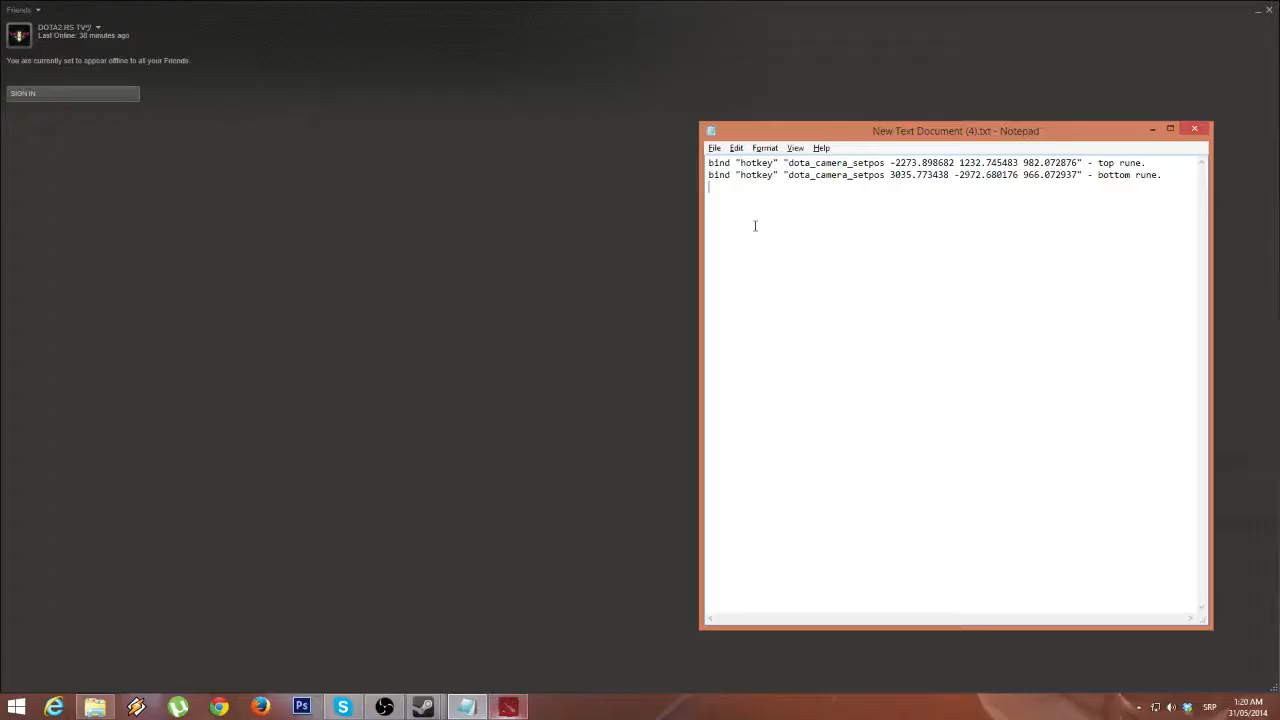 Friends
DOTA2.RS TV
Last Online: 38 minutes ago
You are currently set to appear offline to all your Friends.
SIGN IN
New Text Document (4).txt - Notepad
File Edit Format View Help
bind "hotkey" "dota_camera_setpos -2273.898682 1232.745483 982.072876" - top rune.
bind "hotkey" "dota_camera_setpos 3035.773438 -2972.680176 966.072937" - bottom rune.
Ps
SRP
1:20 AM
31/05/2014